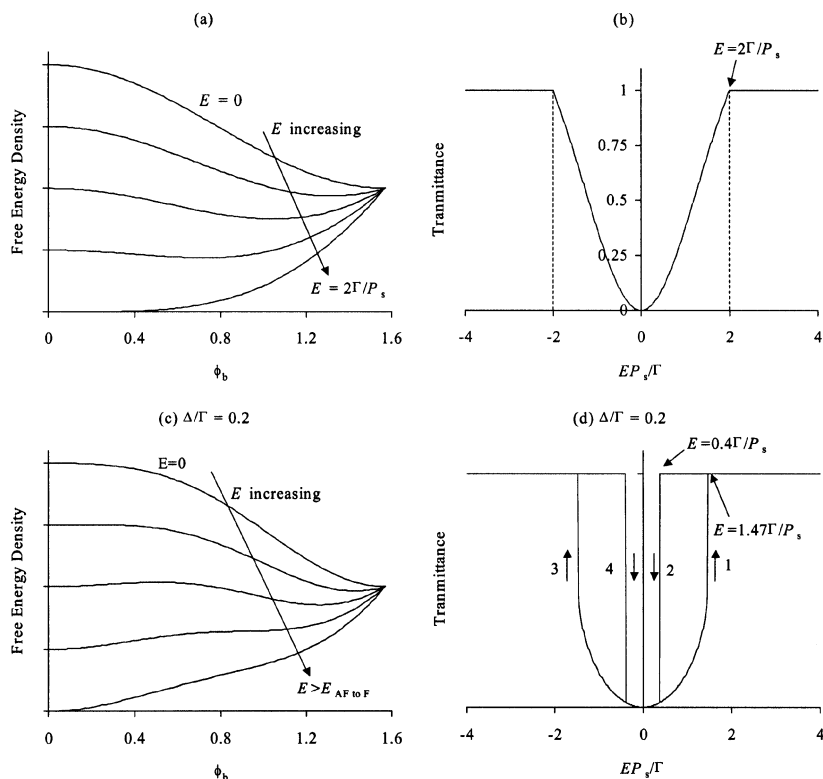 (a)
Free Energy Density
E = 0
E increasing
E = 2Γ/Pₛ
0
0.4
0.8
1.2
1.6
ϕ_b
(b)
E=2Γ/Pₛ
Tranmittance
1
0.75
0.5
0.25
0
-4
-2
0
2
4
EPₛ/Γ
(c) Δ/Γ = 0.2
Free Energy Density
E=0
E increasing
E>E_AF to F
0
0.4
0.8
1.2
1.6
ϕ_b
(d) Δ/Γ = 0.2
E=0.4Γ/Pₛ
E=1.47Γ/Pₛ
Tranmittance
3
4
2
1
-4
-2
0
2
4
EPₛ/Γ